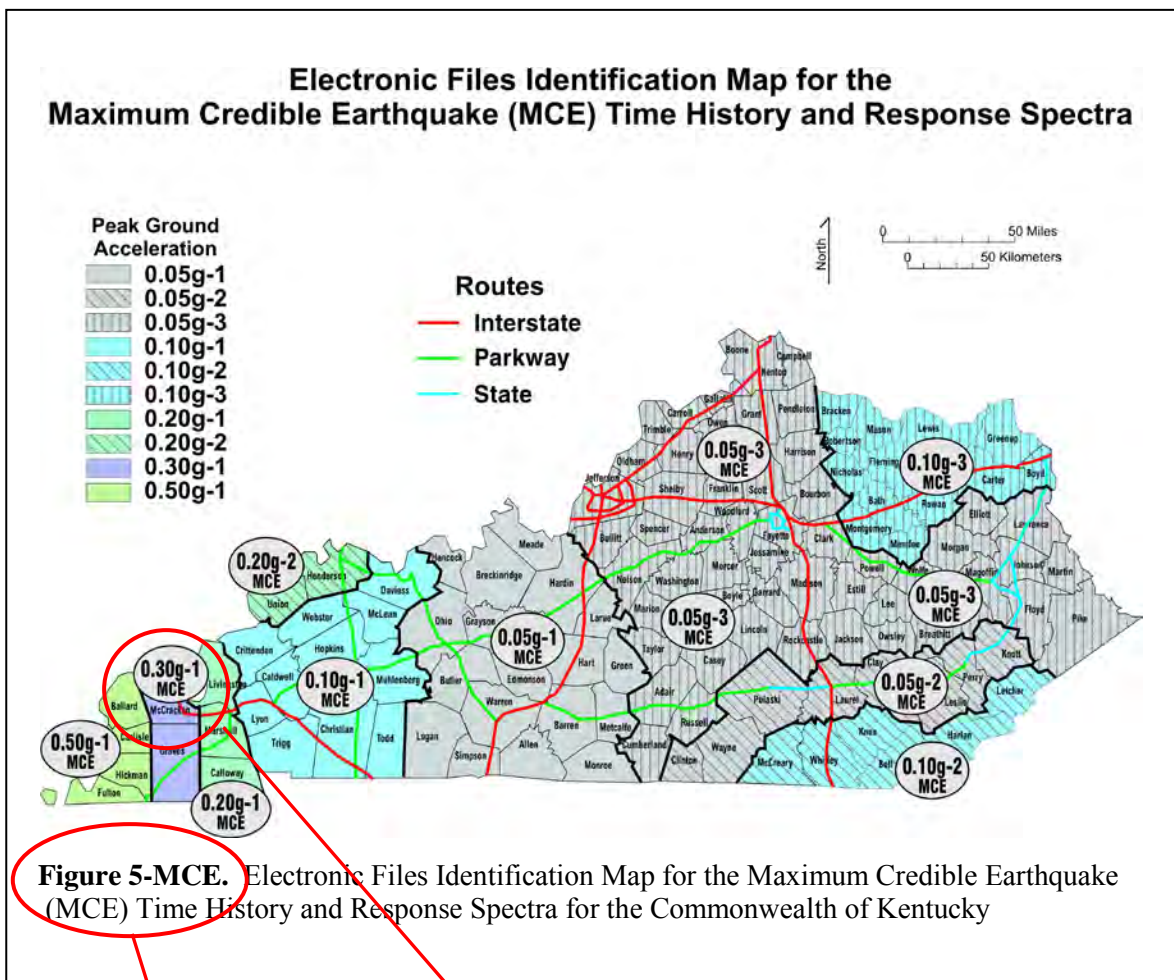 Electronic Files Identification Map for the
Maximum Credible Earthquake (MCE) Time History and Response Spectra
Peak Ground
Acceleration
0.05g-1
0.05g-2
0.05g-3
0.10g-1
0.10g-2
0.10g-3
0.20g-1
0.20g-2
0.30g-1
0.50g-1
Routes
Interstate
Parkway
State
North
0 50 Miles
0 50 Kilometers
Boone
Campbell
Kenton
Gallatin
Grant
Pendleton
Bracken
Carroll
Owen
Trimble
Mason
Lewis
Robertson
Greenup
Henry
Harrison
Fleming
Oldham
0.05g-3
MCE
Nicholas
0.10g-3
MCE
Boyd
Carter
Jefferson
Shelby
Franklin
Scott
Bourbon
Bath
Rowan
Woodford
Elliott
Lawrence
Spencer
Anderson
Fayette
Clark
Montgomery
Menifee
Bullitt
Jessamine
Morgan
Meade
Hancock
0.20g-2
MCE
Henderson
Union
Daviess
Breckinridge
Hardin
Nelson
Washington
Mercer
Madison
Powell
Wolfe
Magoffin
Johnson
Martin
Webster
McLean
Boyle
Garrard
Estill
Lee
0.05g-3
MCE
Floyd
Pike
Ohio
Grayson
0.05g-1
MCE
Larue
Marion
0.05g-3
MCE
Lincoln
Rockcastle
Jackson
Owsley
Breathitt
Crittenden
Hopkins
Hart
Green
Taylor
Casey
Clay
Perry
Knott
0.30g-1
MCE
Livingston
Caldwell
0.10g-1
MCE
Muhlenberg
Butler
Edmonson
Adair
Pulaski
Laurel
0.05g-2
MCE
Leslie
Letcher
Ballard
McCracken
Lyon
Christian
Warren
Barren
Metcalfe
Russell
Knox
Harlan
0.50g-1
MCE
Carlisle
Graves
Marshall
Trigg
Todd
Logan
Simpson
Allen
Monroe
Cumberland
Clinton
Wayne
McCreary
Whitley
Bell
0.10g-2
MCE
Hickman
Fulton
Calloway
0.20g-1
MCE
Figure 5-MCE. Electronic Files Identification Map for the Maximum Credible Earthquake
(MCE) Time History and Response Spectra for the Commonwealth of Kentucky